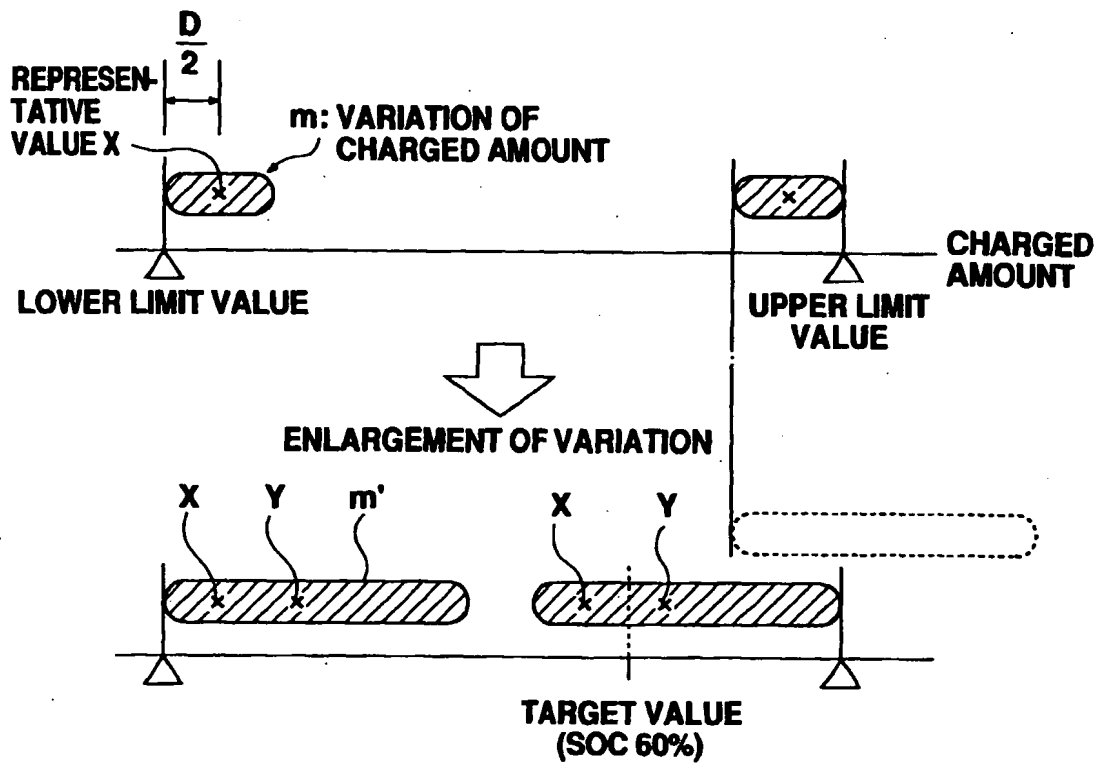 D
2
REPRESEN-
TATIVE
VALUE X
m: VARIATION OF
CHARGED AMOUNT
CHARGED
AMOUNT
LOWER LIMIT VALUE
UPPER LIMIT
VALUE
ENLARGEMENT OF VARIATION
X Y m' X Y
TARGET VALUE
(SOC 60%)